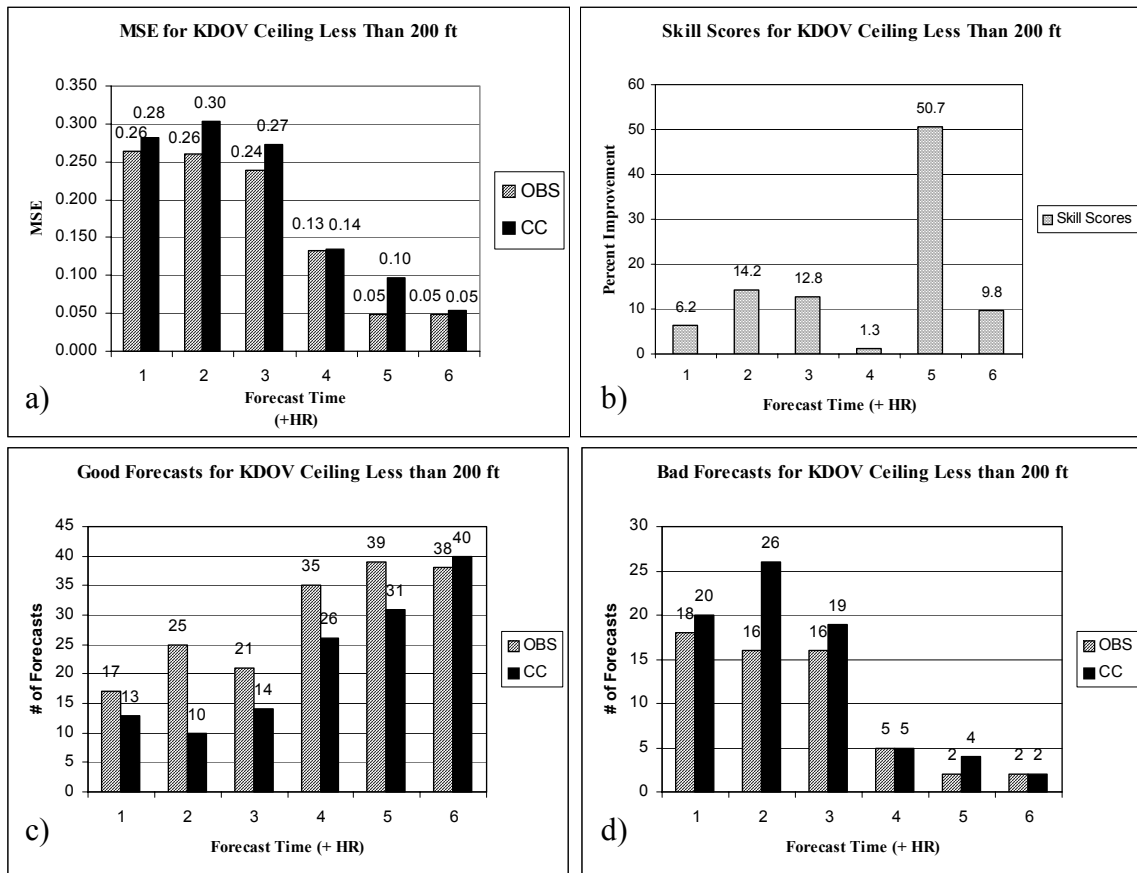 MSE for KDOV Ceiling Less Than 200 ft
MSE
0.350
0.300
0.250
0.200
0.150
0.100
0.050
0.000
0.26 0.28
0.26 0.30
0.24 0.27
0.13 0.14
0.05 0.10
0.05 0.05
1 2 3 4 5 6
Forecast Time
(+HR)
OBS
CC
a)
Skill Scores for KDOV Ceiling Less Than 200 ft
Percent Improvement
60
50
40
30
20
10
0
6.2
14.2
12.8
1.3
50.7
9.8
1 2 3 4 5 6
Forecast Time (+ HR)
Skill Scores
b)
Good Forecasts for KDOV Ceiling Less than 200 ft
# of Forecasts
45
40
35
30
25
20
15
10
5
0
17 13
25 10
21 14
35 26
39 31
38 40
1 2 3 4 5 6
Forecast Time (+ HR)
OBS
CC
c)
Bad Forecasts for KDOV Ceiling Less than 200 ft
# of Forecasts
30
25
20
15
10
5
0
18 20
16 26
16 19
5 5
2 4
2 2
1 2 3 4 5 6
Forecast Time (+ HR)
OBS
CC
d)